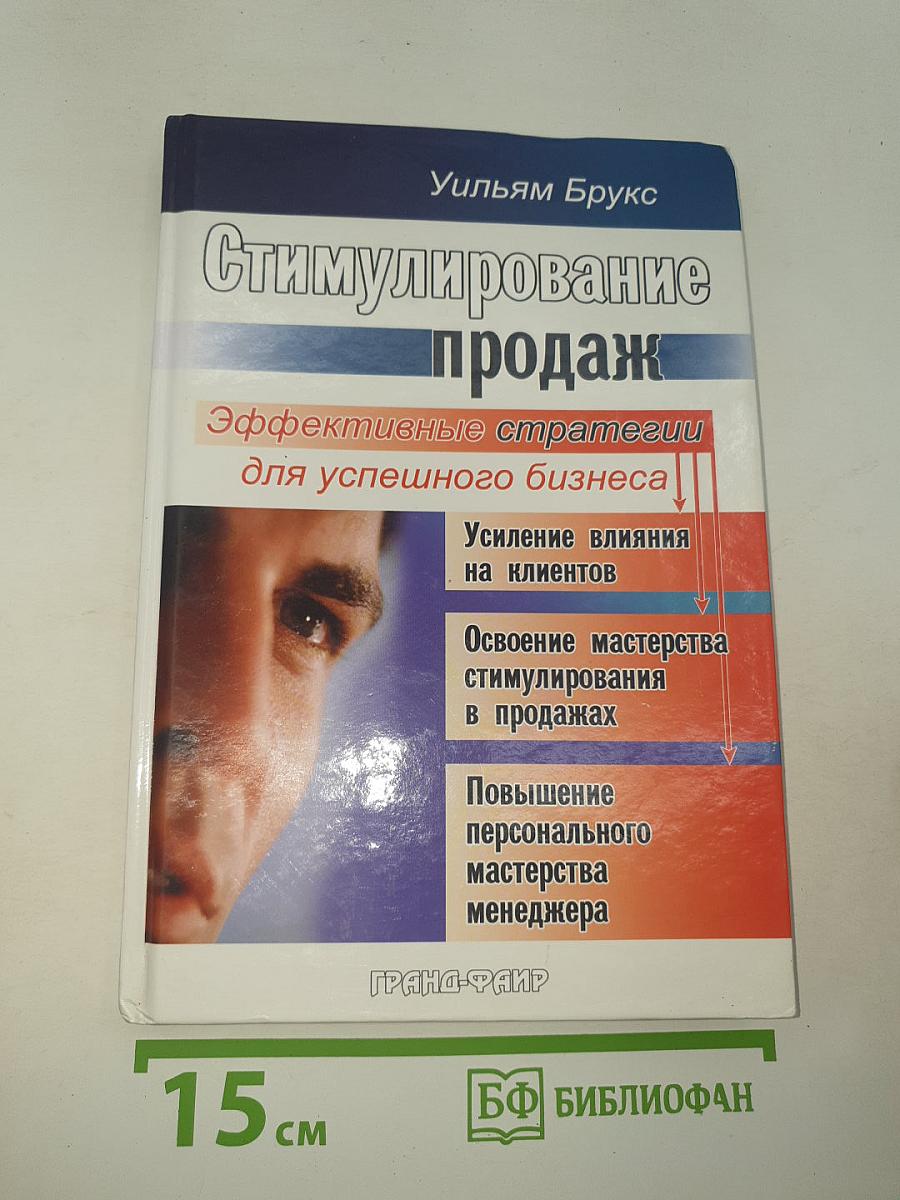 Уильям Брукс
Стимулирование
продаж
Эффективные стратегии
для успешного бизнеса
Усиление влияния
на клиентов
Освоение мастерства
стимулирования
в продажах
Повышение
персонального
мастерства
менеджера
ГРАНД-ФАИР
15 см
БФ БИБЛИОФАН